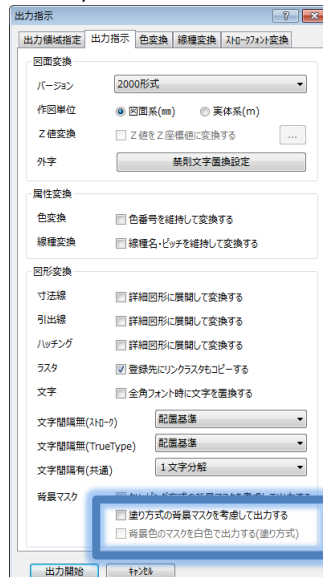 出力指示
出力領域指定 出力指示 色変換 線種変換 ストロークフォント変換
図面変換
バージョン 2000形式
作図単位 図面系(mm) 実体系(m)
Z値変換 Z値をZ座標値に変換する ...
外字 禁則文字置換設定
属性変換
色変換 色番号を維持して変換する
線種変換 線種名・ピッチを維持して変換する
図形変換
寸法線 詳細図形に展開して変換する
引出線 詳細図形に展開して変換する
ハッチング 詳細図形に展開して変換する
ラスタ 登録先にリンクラスタもコピーする
文字 全角フォント時に文字を置換する
文字間隔無(ストローク) 配置基準
文字間隔無(TrueType) 配置基準
文字間隔有(共通) 1文字分解
背景マスク
塗り方式の背景マスクを考慮して出力する
背景色のマスクを白色で出力する(塗り方式)
出力開始 キャンセル